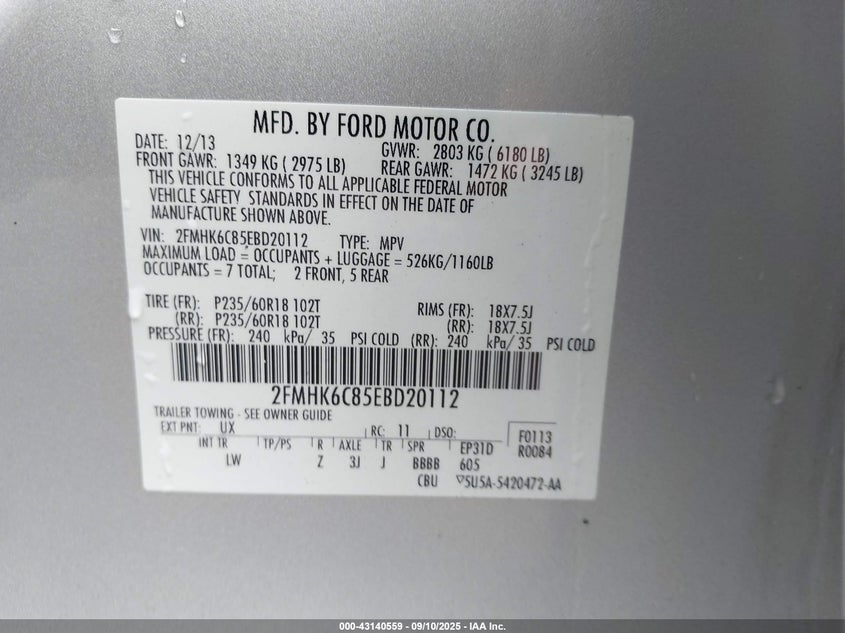 MFD. BY FORD MOTOR CO.
DATE: 12/13 GVWR: 2803 KG ( 6180 LB)
FRONT GAWR: 1349 KG ( 2975 LB) REAR GAWR: 1472 KG ( 3245 LB)
THIS VEHICLE CONFORMS TO ALL APPLICABLE FEDERAL MOTOR
VEHICLE SAFETY STANDARDS IN EFFECT ON THE DATE OF
MANUFACTURE SHOWN ABOVE.
VIN: 2FMHK6C85EBD20112 TYPE: MPV
MAXIMUM LOAD = OCCUPANTS + LUGGAGE = 526KG/1160LB
OCCUPANTS = 7 TOTAL; 2 FRONT, 5 REAR
TIRE (FR): P235/60R18 102T RIMS (FR): 18X7.5J
(RR): P235/60R18 102T (RR): 18X7.5J
PRESSURE (FR): 240 kPa/ 35 PSI COLD (RR): 240 kPa/ 35 PSI COLD
2FMHK6C85EBD20112
TRAILER TOWING - SEE OWNER GUIDE
EXT PNT: UX RC: 11 DSO: F0113
INT TR TP/PS R AXLE TR SPR EP31D R0084
LW Z 3J J BBBB 605
CBU ▽5U5A-5420472-AA
000-43140559 - 09/10/2025 - IAA Inc.